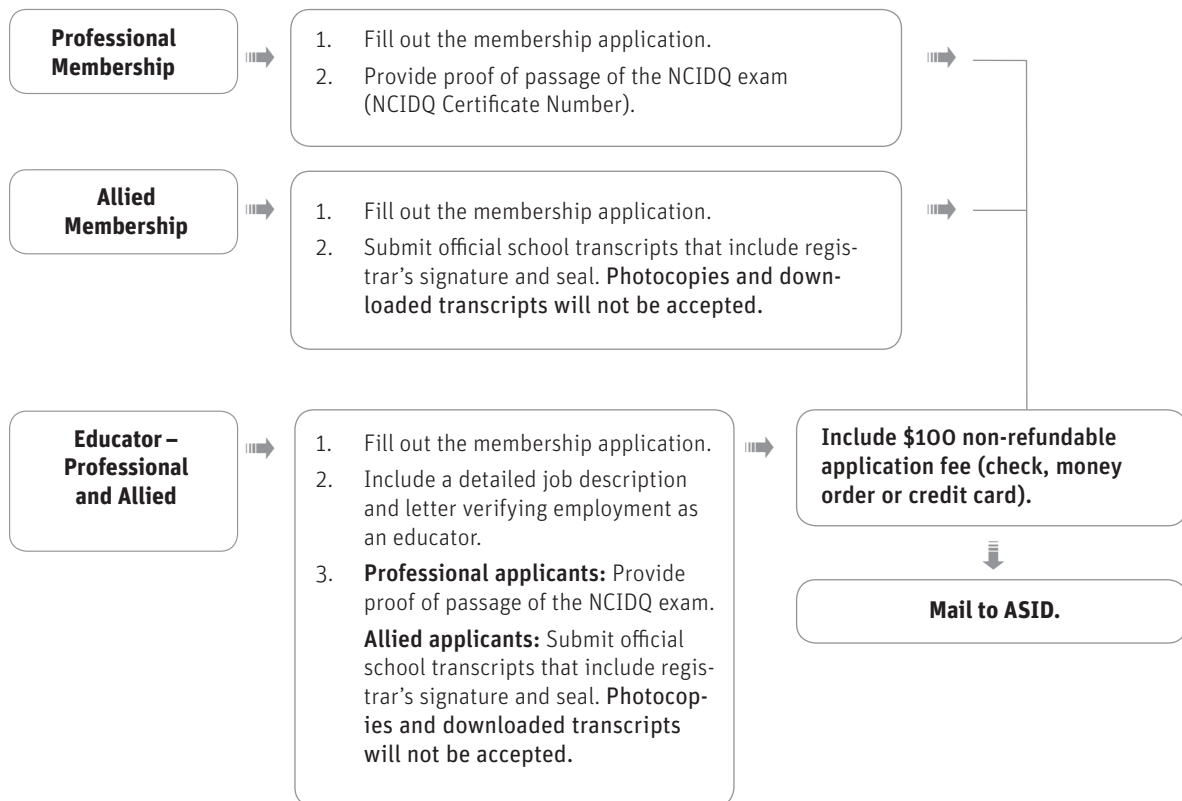 Professional
Membership
1. Fill out the membership application.
2. Provide proof of passage of the NCIDQ exam
(NCIDQ Certificate Number).
Allied
Membership
1. Fill out the membership application.
2. Submit official school transcripts that include regis-
trar's signature and seal. Photocopies and down-
loaded transcripts will not be accepted.
Educator –
Professional
and Allied
1. Fill out the membership application.
2. Include a detailed job description
and letter verifying employment as
an educator.
3. Professional applicants: Provide
proof of passage of the NCIDQ exam.
Allied applicants: Submit official
school transcripts that include regis-
trar's signature and seal. Photocop-
ies and downloaded transcripts
will not be accepted.
Include $100 non-refundable
application fee (check, money
order or credit card).
Mail to ASID.